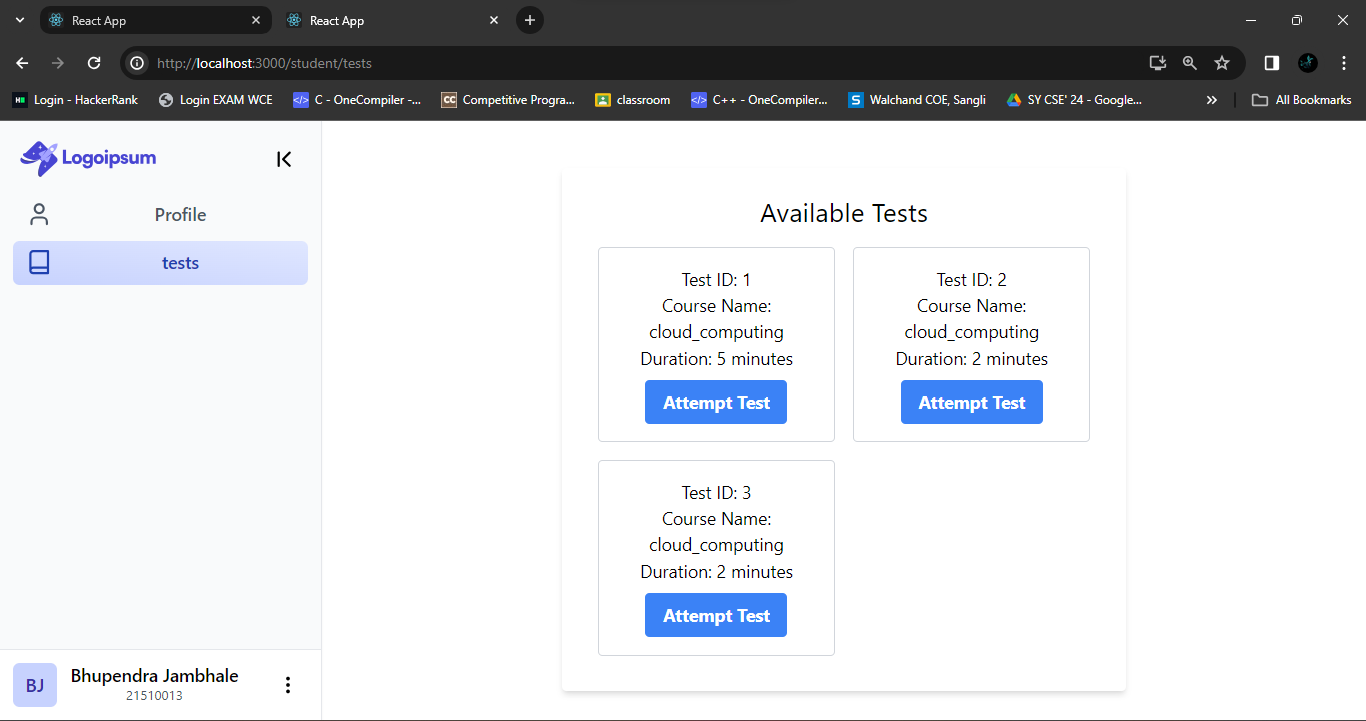 React App
React App
http://localhost:3000/student/tests
Login - HackerRank
Login EXAM WCE
C - OneCompiler -...
CC
Competitive Progra...
classroom
C++ - OneCompiler...
S
Walchand COE, Sangli
SY CSE' 24 - Google...
»
All Bookmarks
Logoipsum
Profile
tests
Available Tests
Test ID: 1
Course Name:
cloud_computing
Duration: 5 minutes
Attempt Test
Test ID: 2
Course Name:
cloud_computing
Duration: 2 minutes
Attempt Test
Test ID: 3
Course Name:
cloud_computing
Duration: 2 minutes
Attempt Test
BJ
Bhupendra Jambhale
21510013